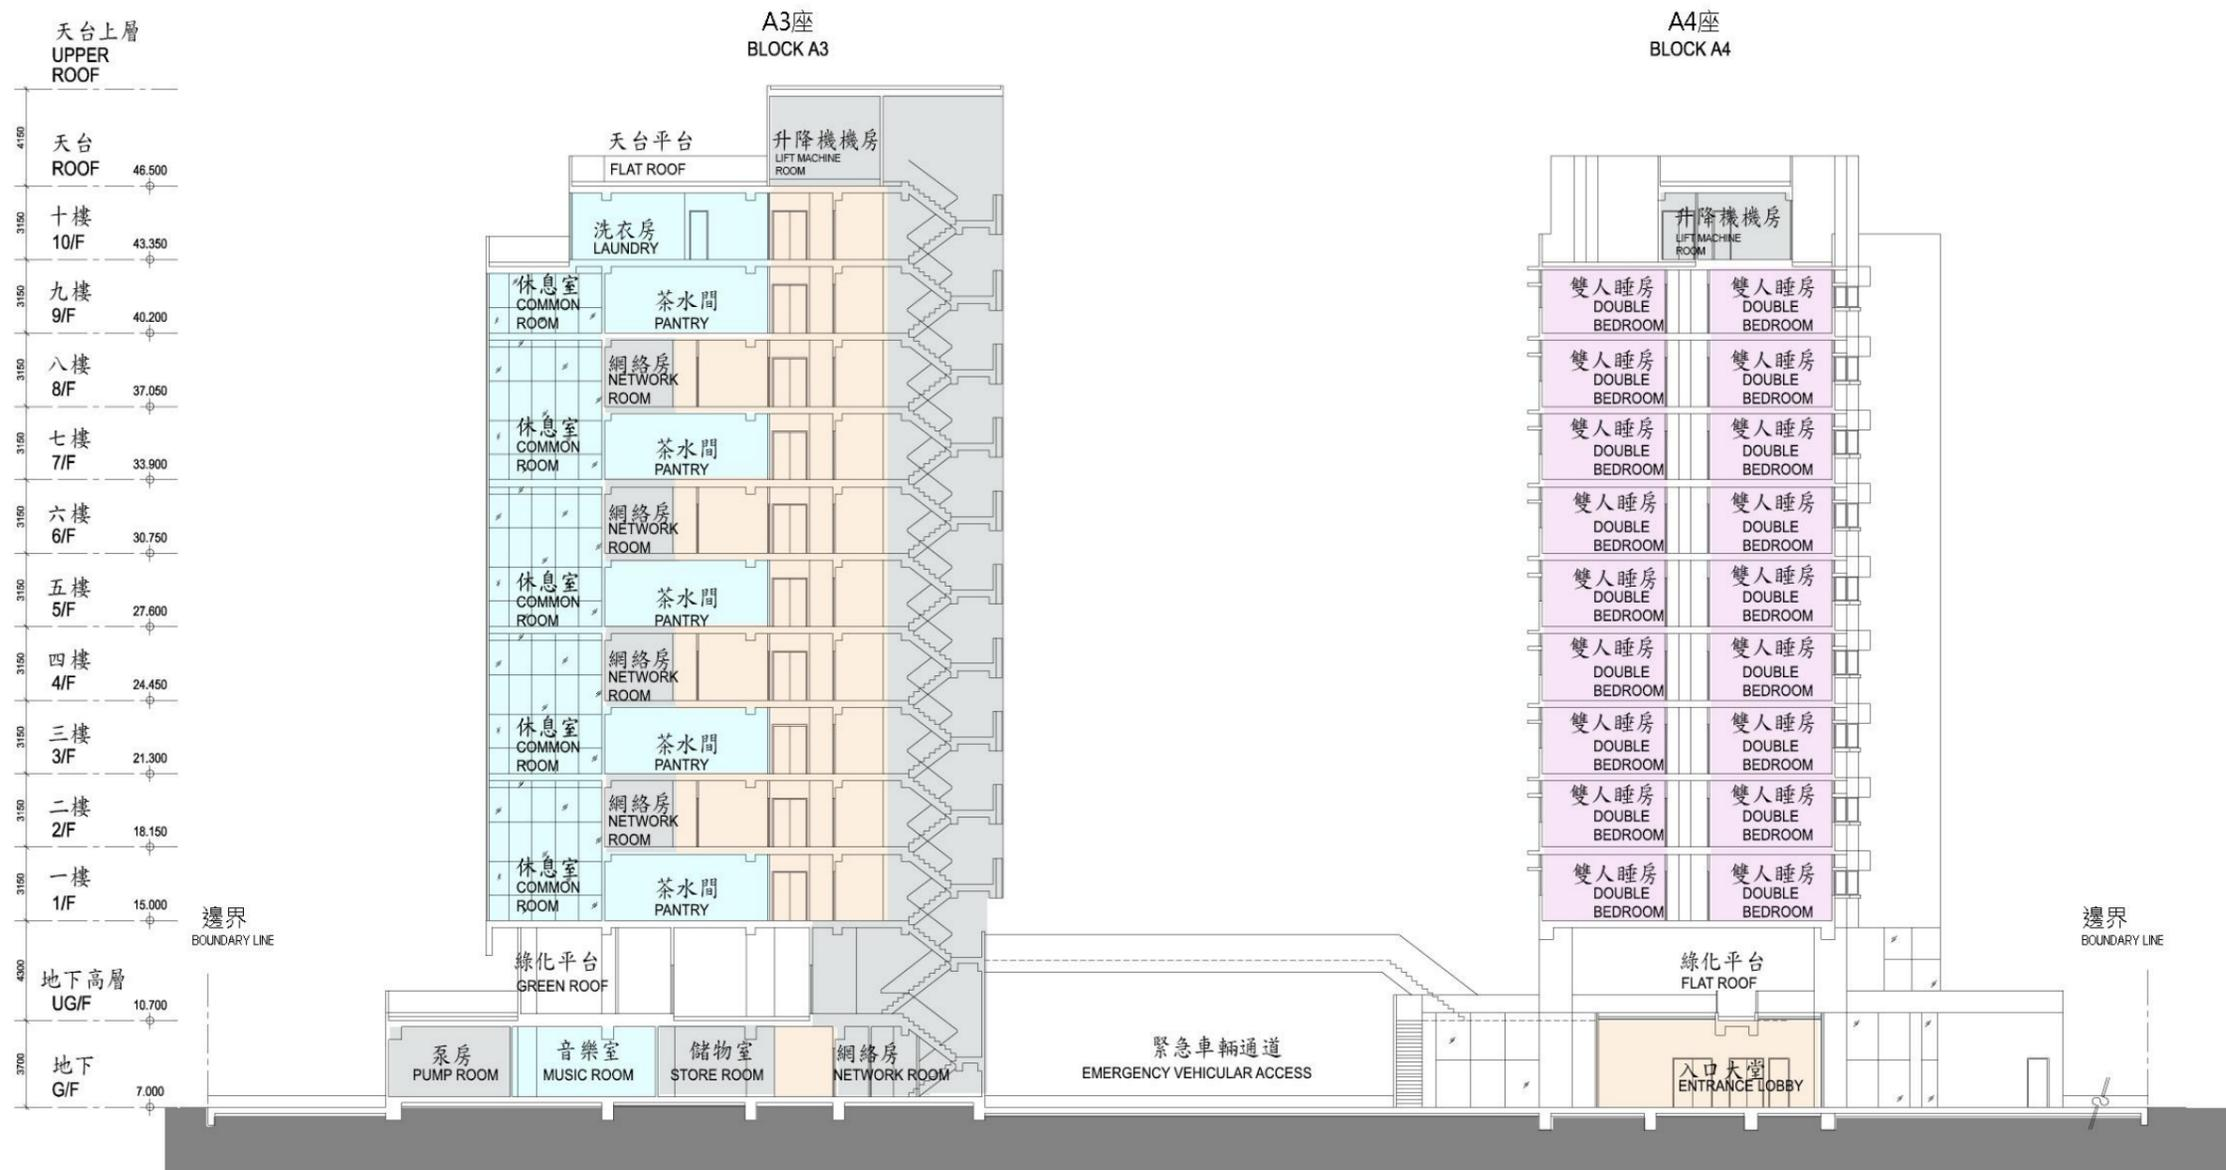 A3座
BLOCK A3
A4座
BLOCK A4
天台上層
UPPER
ROOF
4150
天台
ROOF
46.500
天台平台
FLAT ROOF
升降機機房
LIFT MACHINE
ROOM
3150
十樓
10/F
43.350
洗衣房
LAUNDRY
升降機機房
LIFT MACHINE
ROOM
3150
九樓
9/F
40.200
休息室
COMMON
ROOM
茶水間
PANTRY
雙人睡房
DOUBLE
BEDROOM
雙人睡房
DOUBLE
BEDROOM
3150
八樓
8/F
37.050
網絡房
NETWORK
ROOM
雙人睡房
DOUBLE
BEDROOM
雙人睡房
DOUBLE
BEDROOM
3150
七樓
7/F
33.900
休息室
COMMON
ROOM
茶水間
PANTRY
雙人睡房
DOUBLE
BEDROOM
雙人睡房
DOUBLE
BEDROOM
3150
六樓
6/F
30.750
網絡房
NETWORK
ROOM
雙人睡房
DOUBLE
BEDROOM
雙人睡房
DOUBLE
BEDROOM
3150
五樓
5/F
27.600
休息室
COMMON
ROOM
茶水間
PANTRY
雙人睡房
DOUBLE
BEDROOM
雙人睡房
DOUBLE
BEDROOM
3150
四樓
4/F
24.450
網絡房
NETWORK
ROOM
雙人睡房
DOUBLE
BEDROOM
雙人睡房
DOUBLE
BEDROOM
3150
三樓
3/F
21.300
休息室
COMMON
ROOM
茶水間
PANTRY
雙人睡房
DOUBLE
BEDROOM
雙人睡房
DOUBLE
BEDROOM
3150
二樓
2/F
18.150
網絡房
NETWORK
ROOM
雙人睡房
DOUBLE
BEDROOM
雙人睡房
DOUBLE
BEDROOM
3150
一樓
1/F
15.000
休息室
COMMON
ROOM
茶水間
PANTRY
雙人睡房
DOUBLE
BEDROOM
雙人睡房
DOUBLE
BEDROOM
邊界
BOUNDARY LINE
邊界
BOUNDARY LINE
4300
地下高層
UG/F
10.700
綠化平台
GREEN ROOF
綠化平台
FLAT ROOF
3700
地下
G/F
7.000
泵房
PUMP ROOM
音樂室
MUSIC ROOM
儲物室
STORE ROOM
網絡房
NETWORK ROOM
緊急車輛通道
EMERGENCY VEHICULAR ACCESS
入口大堂
ENTRANCE LOBBY